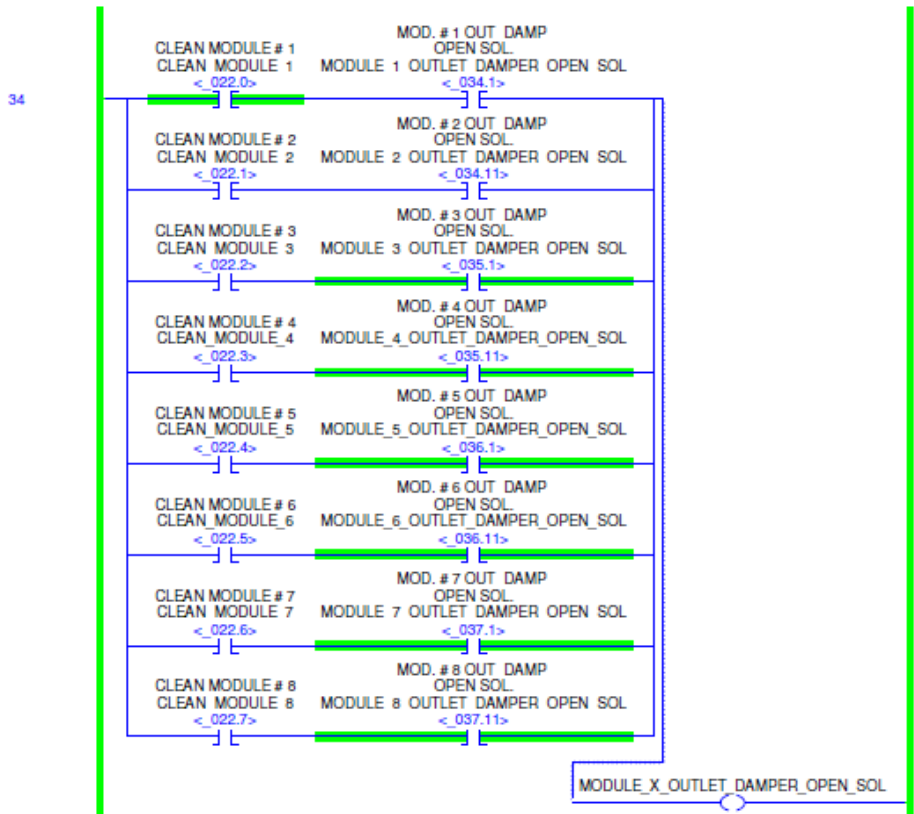 34
CLEAN MODULE # 1
CLEAN MODULE 1
<_022.0>
MOD. # 1 OUT DAMP
OPEN SOL.
MODULE 1 OUTLET DAMPER OPEN SOL
<_034.1>
CLEAN MODULE # 2
CLEAN MODULE 2
<_022.1>
MOD. # 2 OUT DAMP
OPEN SOL.
MODULE 2 OUTLET DAMPER OPEN SOL
<_034.11>
CLEAN MODULE # 3
CLEAN MODULE 3
<_022.2>
MOD. # 3 OUT DAMP
OPEN SOL.
MODULE 3 OUTLET DAMPER OPEN SOL
<_035.1>
CLEAN MODULE # 4
CLEAN_MODULE_4
<_022.3>
MOD. # 4 OUT DAMP
OPEN SOL.
MODULE_4_OUTLET_DAMPER_OPEN_SOL
<_035.11>
CLEAN MODULE # 5
CLEAN_MODULE_5
<_022.4>
MOD. # 5 OUT DAMP
OPEN SOL.
MODULE_5_OUTLET_DAMPER_OPEN_SOL
<_036.1>
CLEAN MODULE # 6
CLEAN_MODULE_6
<_022.5>
MOD. # 6 OUT DAMP
OPEN SOL.
MODULE_6_OUTLET_DAMPER_OPEN_SOL
<_036.11>
CLEAN MODULE # 7
CLEAN MODULE 7
<_022.6>
MOD. # 7 OUT DAMP
OPEN SOL.
MODULE 7 OUTLET DAMPER OPEN SOL
<_037.1>
CLEAN MODULE # 8
CLEAN MODULE 8
<_022.7>
MOD. # 8 OUT DAMP
OPEN SOL.
MODULE 8 OUTLET DAMPER OPEN SOL
<_037.11>
MODULE_X_OUTLET_DAMPER_OPEN_SOL